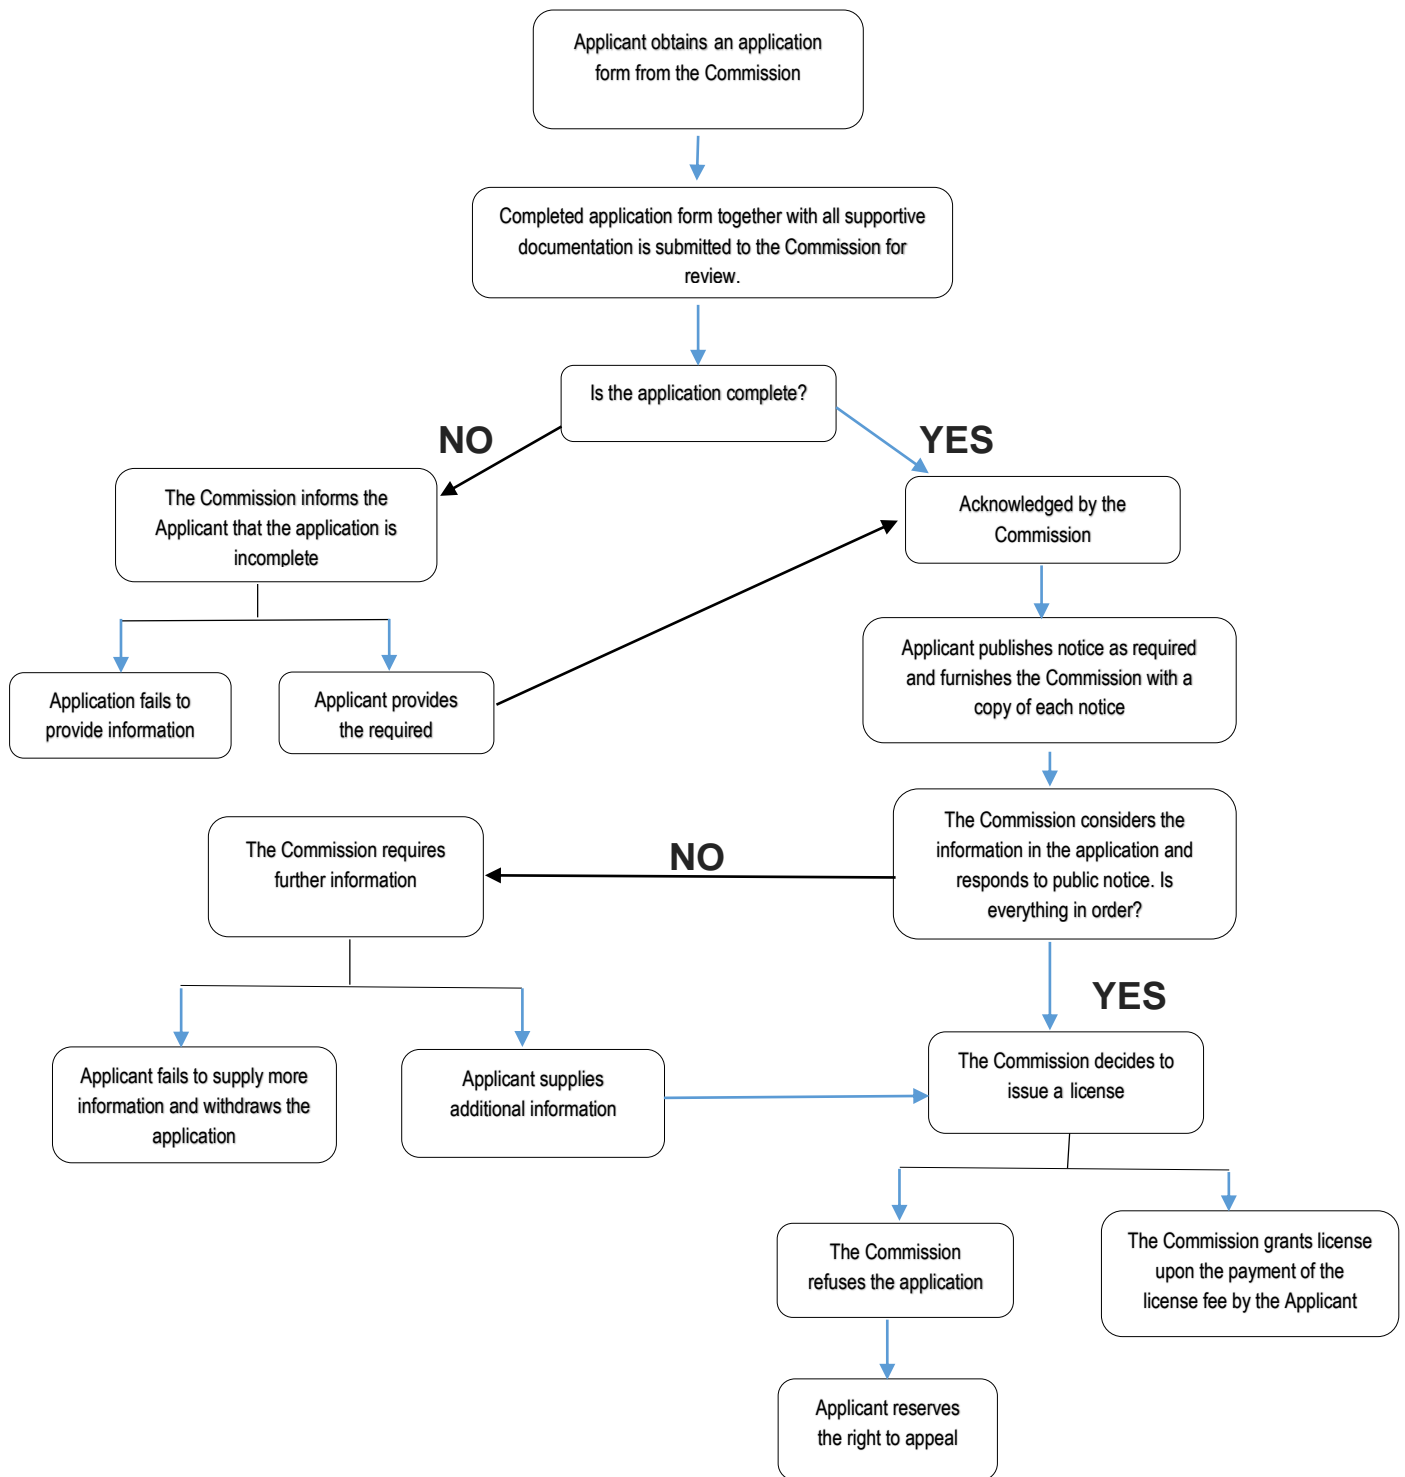 Applicant obtains an application
form from the Commission
Completed application form together with all supportive
documentation is submitted to the Commission for
review.
Is the application complete?
NO
YES
The Commission informs the
Applicant that the application is
incomplete
Acknowledged by the
Commission
Application fails to
provide information
Applicant provides
the required
Applicant publishes notice as required
and furnishes the Commission with a
copy of each notice
The Commission requires
further information
NO
The Commission considers the
information in the application and
responds to public notice. Is
everything in order?
YES
Applicant fails to supply more
information and withdraws the
application
Applicant supplies
additional information
The Commission decides to
issue a license
The Commission
refuses the application
The Commission grants license
upon the payment of the
license fee by the Applicant
Applicant reserves
the right to appeal